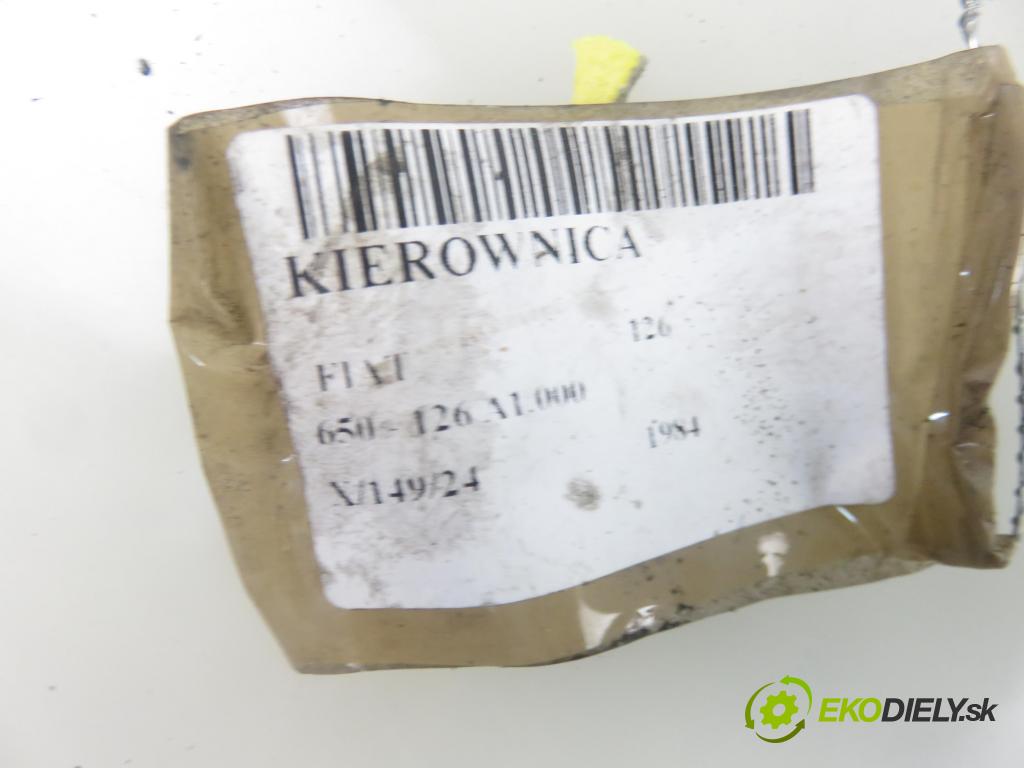 KIEROWNICA
FIAT 126
650 - 126 A1.000
X/149/24 1984
EKODIELY.sk